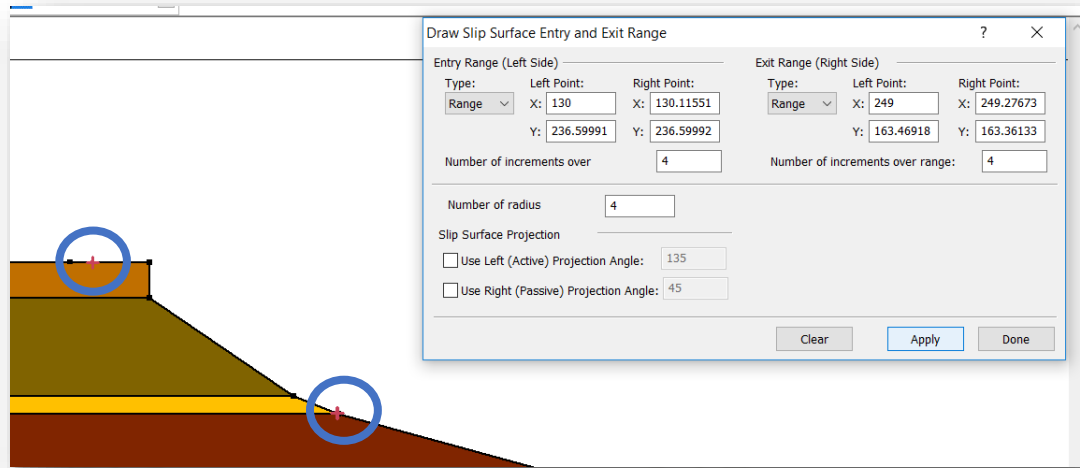 Draw Slip Surface Entry and Exit Range ?
Entry Range (Left Side) Exit Range (Right Side)
Type: Left Point: Right Point: Type: Left Point: Right Point:
Range X: 130 X: 130.11551 Range X: 249 X: 249.27673
Y: 236.59991 Y: 236.59992 Y: 163.46918 Y: 163.36133
Number of increments over 4 Number of increments over range: 4
Number of radius 4
Slip Surface Projection
Use Left (Active) Projection Angle: 135
Use Right (Passive) Projection Angle: 45
Clear Apply Done